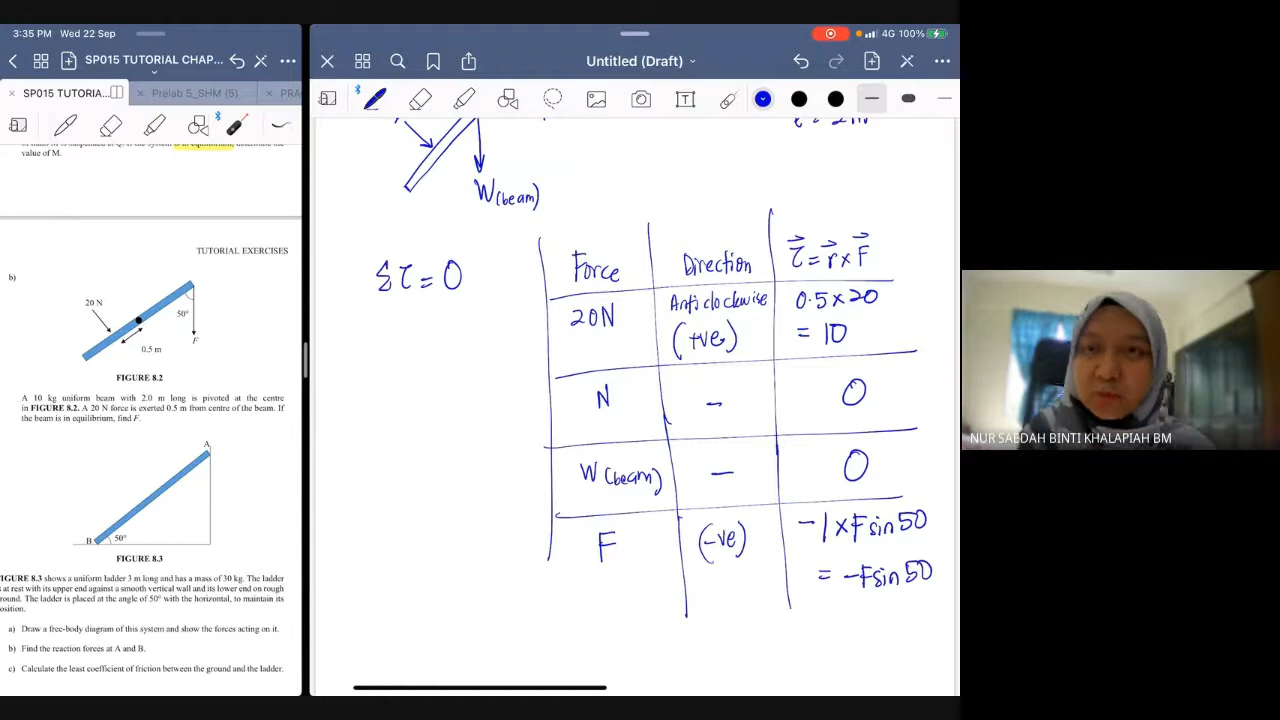 3:35 PM Wed 22 Sep
4G 100%
SP015 TUTORIAL CHAP...
Untitled (Draft)
SP015 TUTORIA...
Prelab 5_SHM (5)
value of M.
TUTORIAL EXERCISES
b)
20 N
50°
0.5 m
F
FIGURE 8.2
A 10 kg uniform beam with 2.0 m long is pivoted at the centre
in FIGURE 8.2. A 20 N force is exerted 0.5 m from centre of the beam. If
the beam is in equilibrium, find F.
A
B
50°
FIGURE 8.3
FIGURE 8.3 shows a uniform ladder 3 m long and has a mass of 30 kg. The ladder
at rest with its upper end against a smooth vertical wall and its lower end on rough
round. The ladder is placed at the angle of 50° with the horizontal, to maintain its
osition.
a) Draw a free-body diagram of this system and show the forces acting on it.
b) Find the reaction forces at A and B.
c) Calculate the least coefficient of friction between the ground and the ladder.
W(beam)
Στ = 0
Force Direction τ = r × F
20N Anticlockwise (+ve) 0.5 × 20
= 10
N - 0
W(beam) - 0
F (-ve) -1 × F sin 50
= -F sin 50
NUR SAEDAH BINTI KHALAPIAH BM